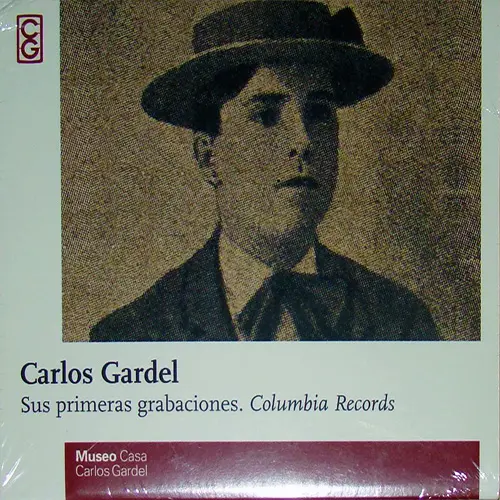 CG
Carlos Gardel
Sus primeras grabaciones. Columbia Records
Museo Casa
Carlos Gardel